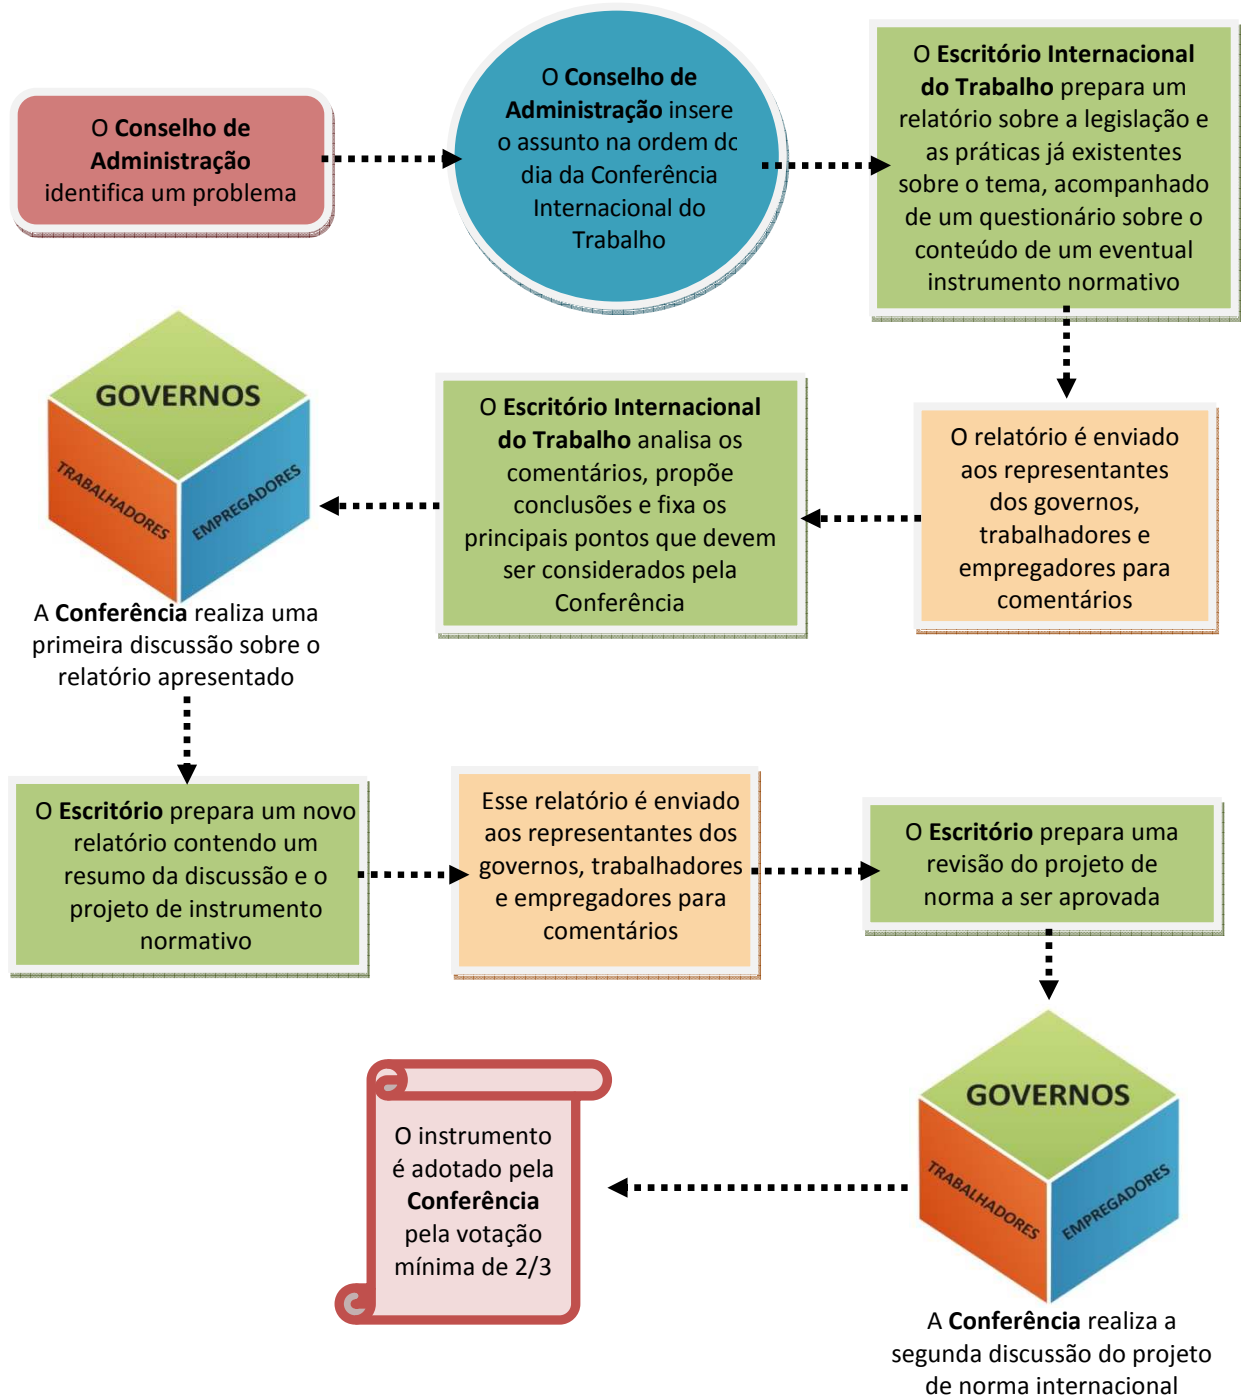 O Conselho de
Administração
identifica um problema
O Conselho de
Administração insere
o assunto na ordem do
dia da Conferência
Internacional do
Trabalho
O Escritório Internacional
do Trabalho prepara um
relatório sobre a legislação e
as práticas já existentes
sobre o tema, acompanhado
de um questionário sobre o
conteúdo de um eventual
instrumento normativo
O relatório é enviado
aos representantes
dos governos,
trabalhadores e
empregadores para
comentários
O Escritório Internacional
do Trabalho analisa os
comentários, propõe
conclusões e fixa os
principais pontos que devem
ser considerados pela
Conferência
GOVERNOS
TRABALHADORES
EMPREGADORES
A Conferência realiza uma
primeira discussão sobre o
relatório apresentado
O Escritório prepara um novo
relatório contendo um
resumo da discussão e o
projeto de instrumento
normativo
Esse relatório é enviado
aos representantes dos
governos, trabalhadores
e empregadores para
comentários
O Escritório prepara uma
revisão do projeto de
norma a ser aprovada
GOVERNOS
TRABALHADORES
EMPREGADORES
A Conferência realiza a
segunda discussão do projeto
de norma internacional
O instrumento
é adotado pela
Conferência
pela votação
mínima de 2/3